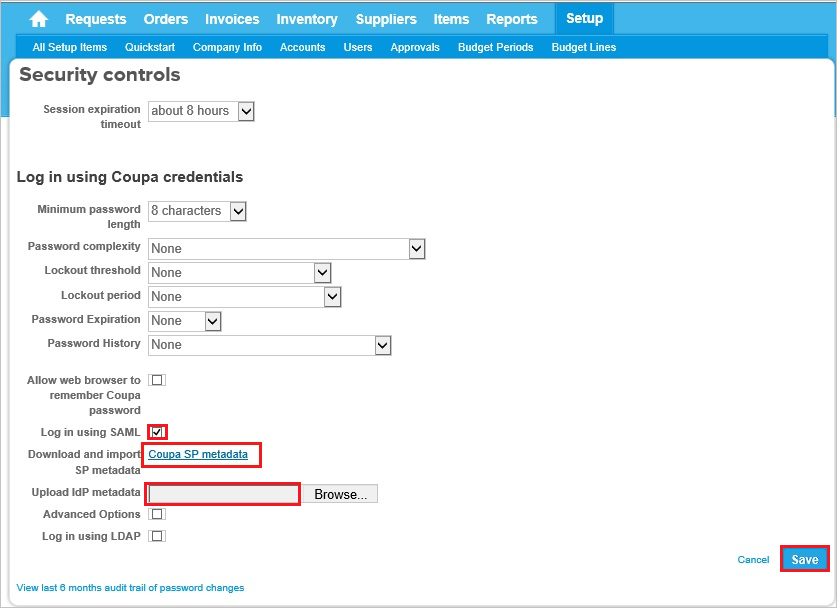 Requests Orders Invoices Inventory Suppliers Items Reports Setup
All Setup Items Quickstart Company Info Accounts Users Approvals Budget Periods Budget Lines
Security controls
Session expiration timeout about 8 hours
Log in using Coupa credentials
Minimum password length 8 characters
Password complexity None
Lockout threshold None
Lockout period None
Password Expiration None
Password History None
Allow web browser to
remember Coupa
password
Log in using SAML
Download and import SP metadata Coupa SP metadata
Upload IdP metadata Browse...
Advanced Options
Log in using LDAP
Cancel Save
View last 6 months audit trail of password changes